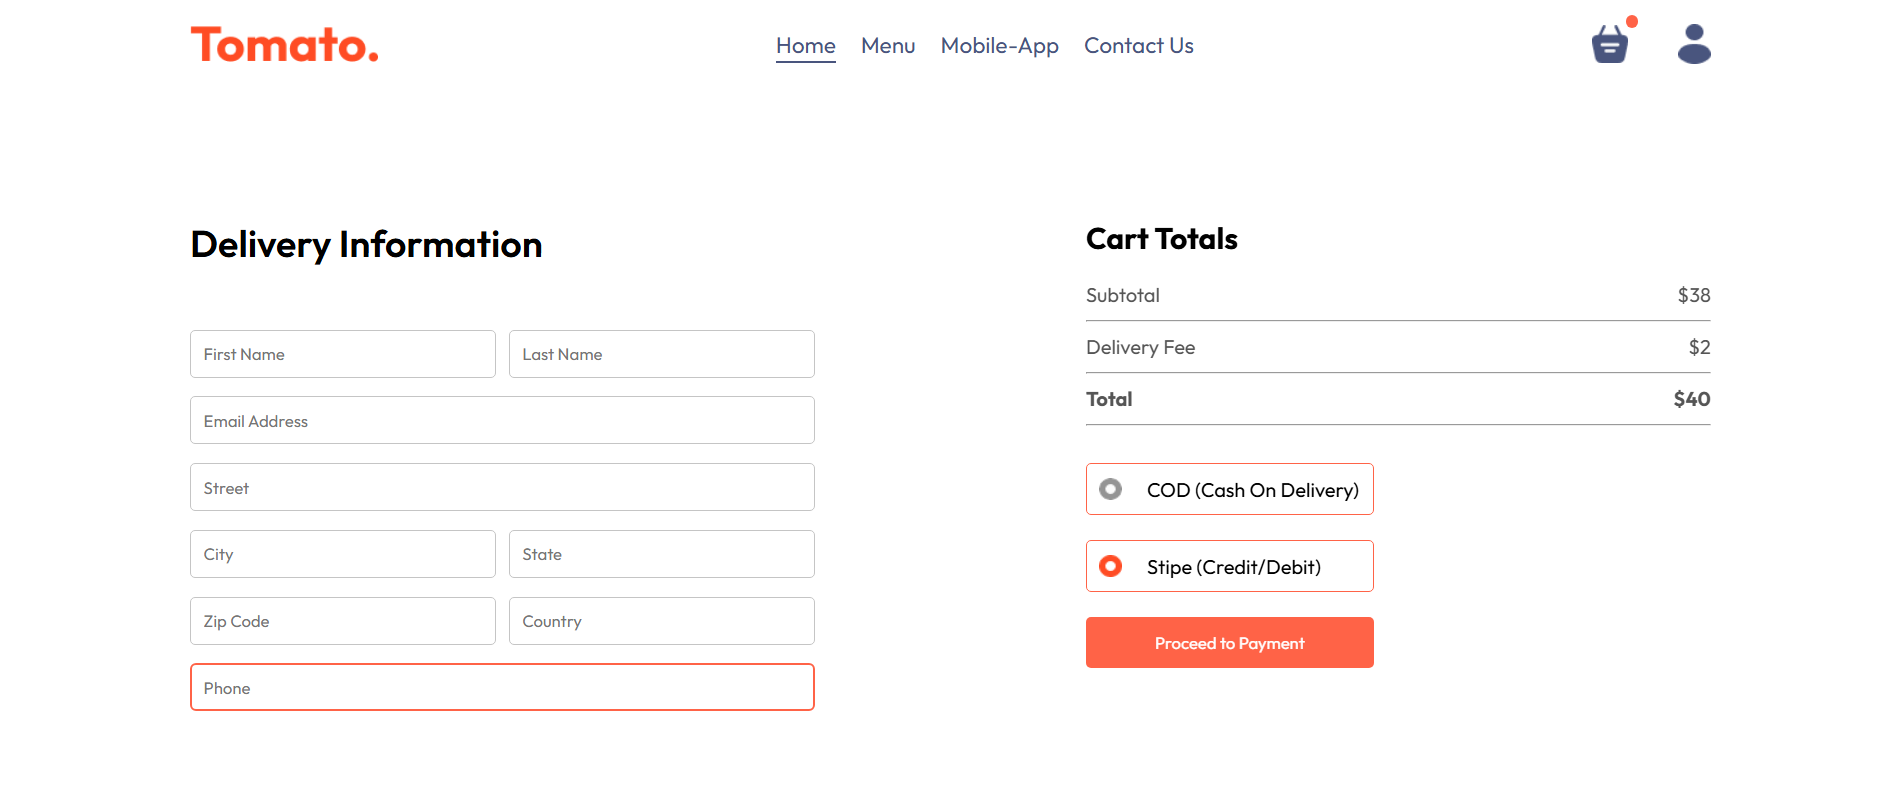 Tomato.
Home Menu Mobile-App Contact Us
Delivery Information
First Name Last Name
Email Address
Street
City State
Zip Code Country
Phone
Cart Totals
Subtotal $38
Delivery Fee $2
Total $40
COD (Cash On Delivery)
Stipe (Credit/Debit)
Proceed to Payment